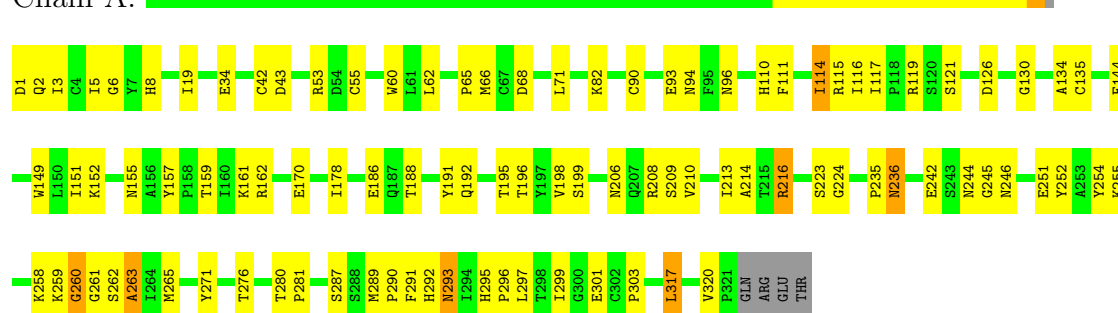 Chain A:
D1 Q2 I3 C4 I5 G6 Y7 H8 I19 E34 C42 D43 R53 D54 C55 W60 L61 L62 P65 M66 C67 D68 L71 K82 C90 E93 N94 F95 N96 H110 F111 I114 R115 I116 I117 P118 R119 S120 S121 D126 G130 A134 C135
W149 L150 I151 K152 N155 A156 Y157 P158 T159 I160 K161 R162 E170 I178 E186 Q187 T188 Y191 Q192 T195 T196 Y197 V198 S199 N206 Q207 R208 S209 V210 I213 A214 T215 R216 S223 G224 P235 N236 E242 S243 N244 G245 N246 E251 Y252 A253 Y254 K255
K258 K259 G260 G261 S262 A263 I264 M265 Y271 T276 T280 P281 S287 S288 M289 P290 F291 H292 N293 I294 H295 P296 L297 T298 I299 G300 E301 C302 P303 L317 V320 P321 GLN ARG GLU THR